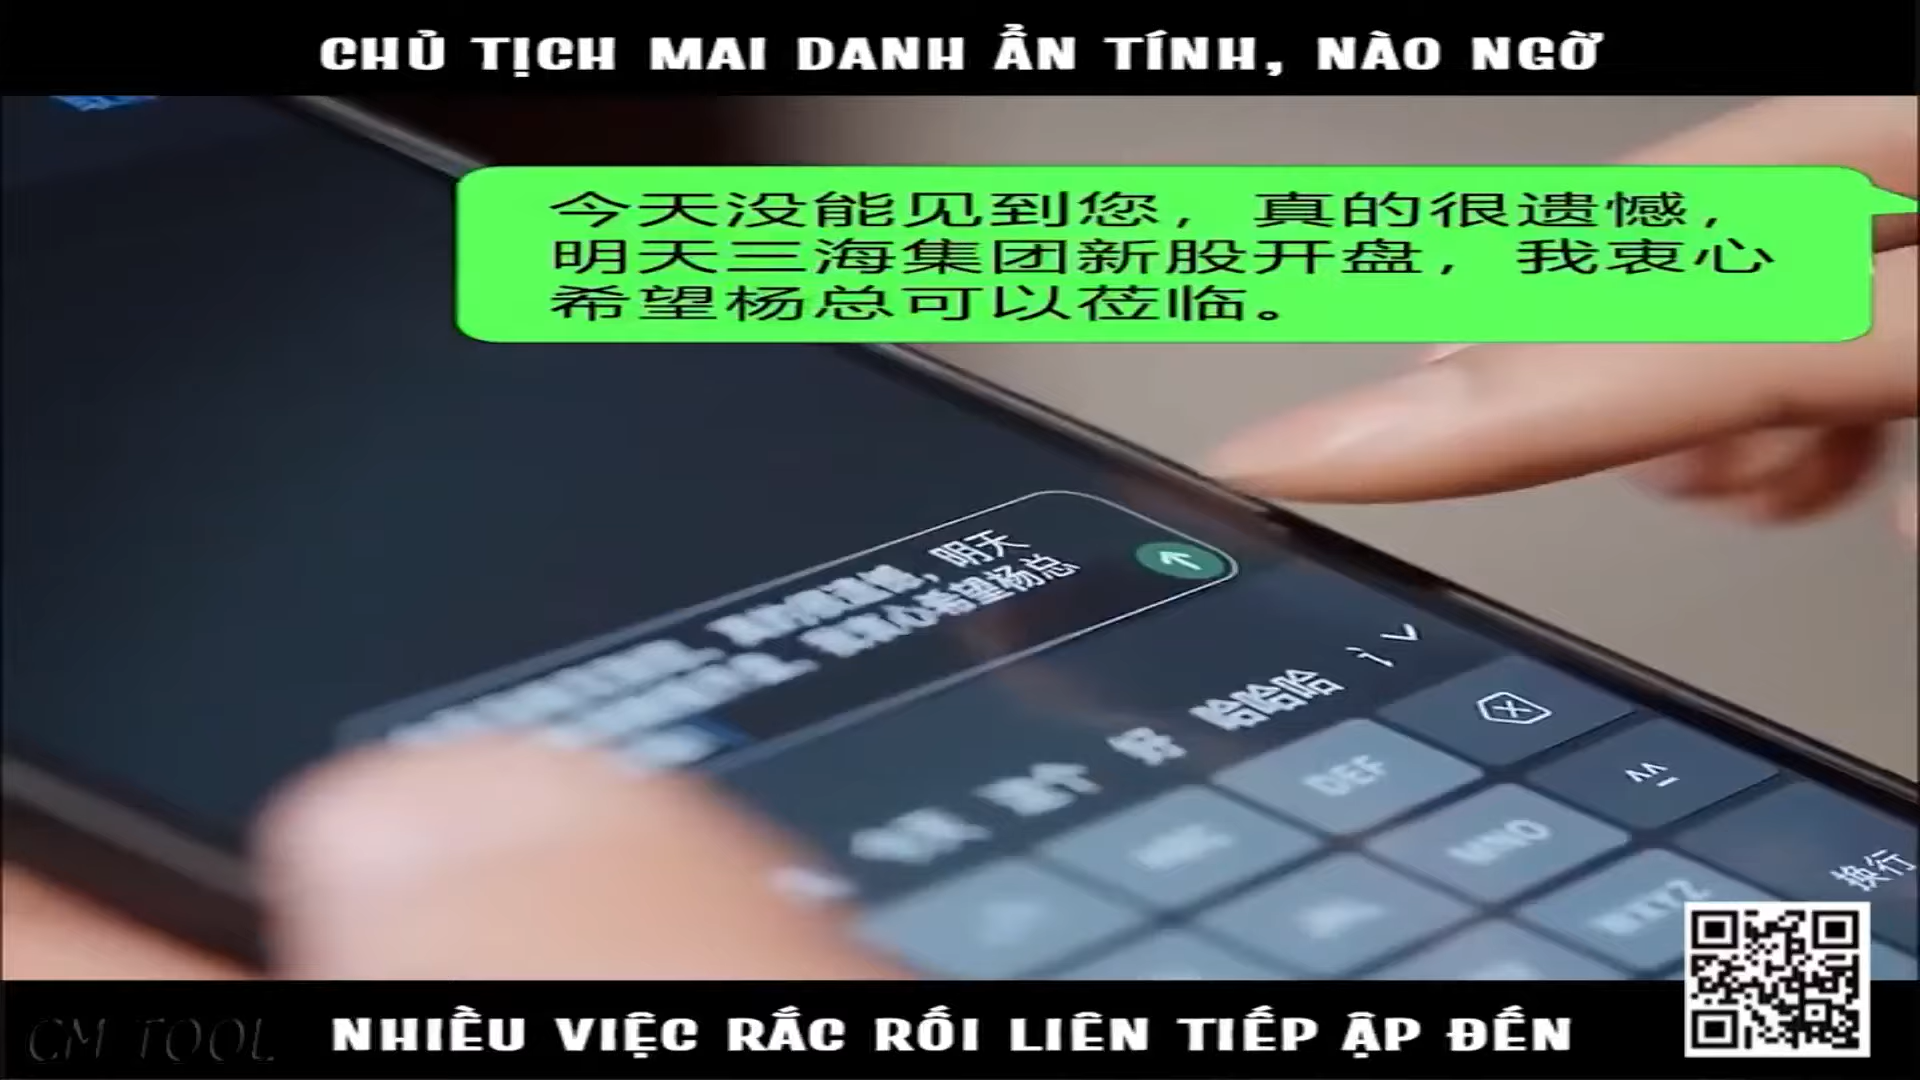 CHỦ TỊCH MAI DANH ẨN TÍNH, NÀO NGỜ
今天没能见到您，真的很遗憾，
明天三海集团新股开盘，我衷心
希望杨总可以莅临。
明天
希望杨总
好 哈哈哈
DEF
MNO
^^
换行
CM TOOL
NHIỀU VIỆC RẮC RỐI LIÊN TIẾP ẬP ĐẾN